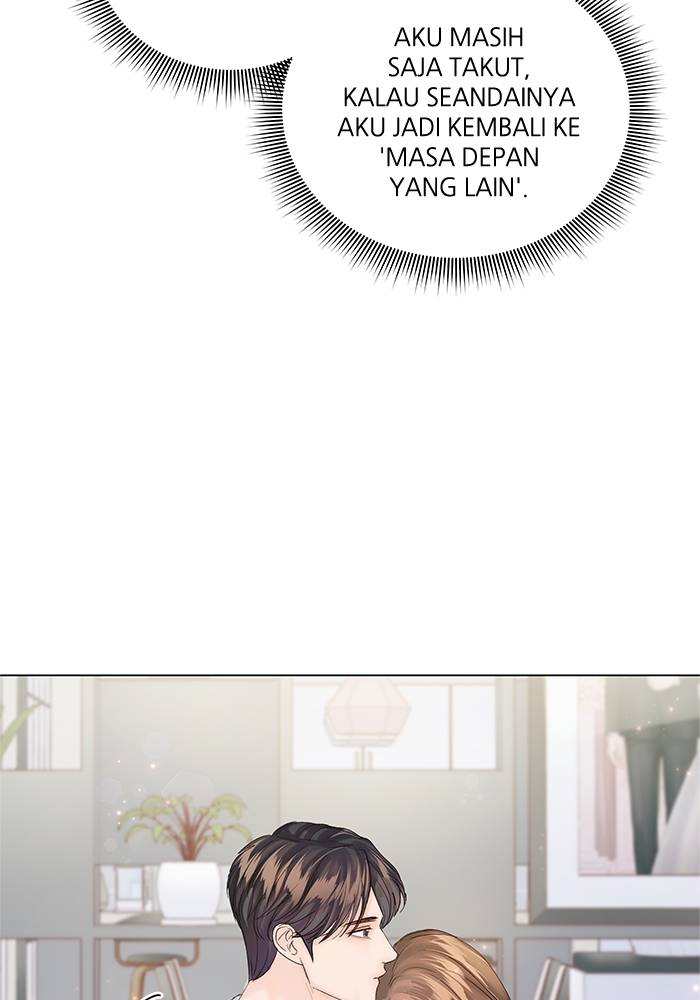 AKU MASIH
SAJA TAKUT,
KALAU SEANDAINYA
AKU JADI KEMBALI KE
'MASA DEPAN
YANG LAIN'.